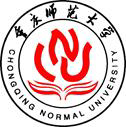 重庆师范大学
CHONGQING NORMAL UNIVERSITY